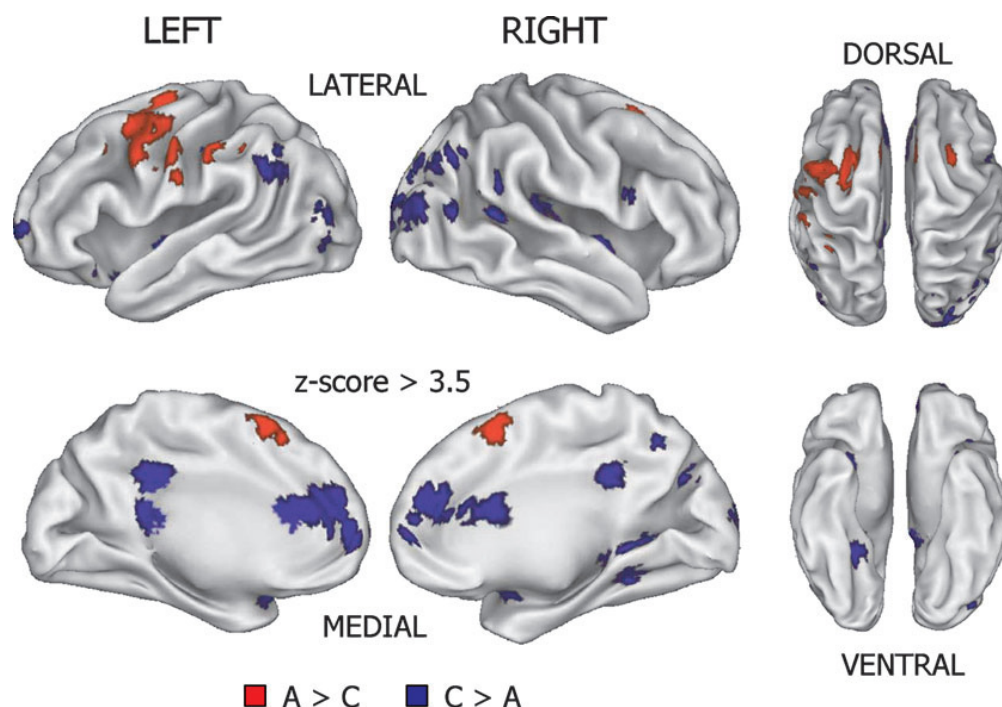 LEFT
RIGHT
LATERAL
DORSAL
z-score > 3.5
MEDIAL
VENTRAL
A > C
C > A